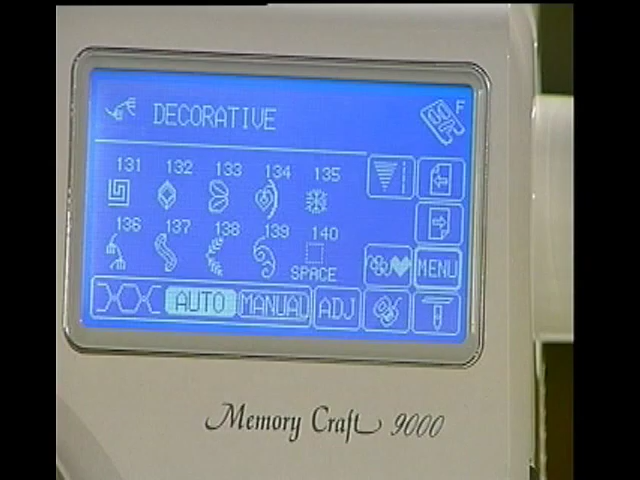 DECORATIVE F
131 132 133 134 135
136 137 138 139 140
SPACE
MENU
AUTO MANUAL ADJ
Memory Craft 9000